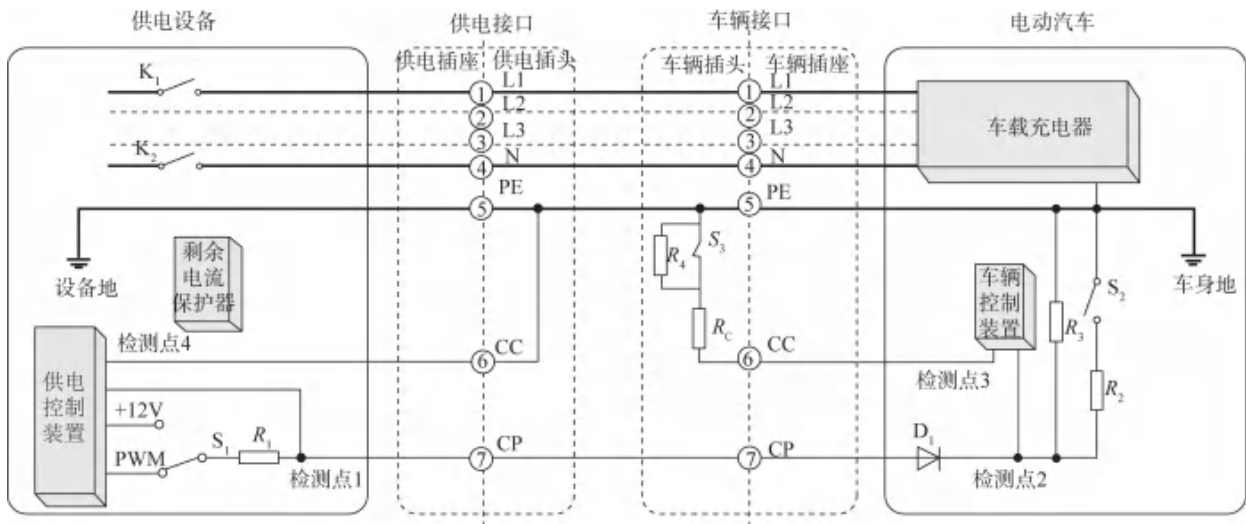 供电设备
供电接口
车辆接口
电动汽车
供电插座 供电插头
车辆插头 车辆插座
K1
K2
1 L1
2 L2
3 L3
4 N
5 PE
1 L1
2 L2
3 L3
4 N
5 PE
车载充电器
设备地
剩余
电流
保护器
R4
S3
RC
车辆
控制
装置
R3
S2
R2
车身地
检测点4
6 CC
6 CC
检测点3
供电
控制
装置
+12V
PWM
S1
R1
检测点1
7 CP
7 CP
D1
检测点2